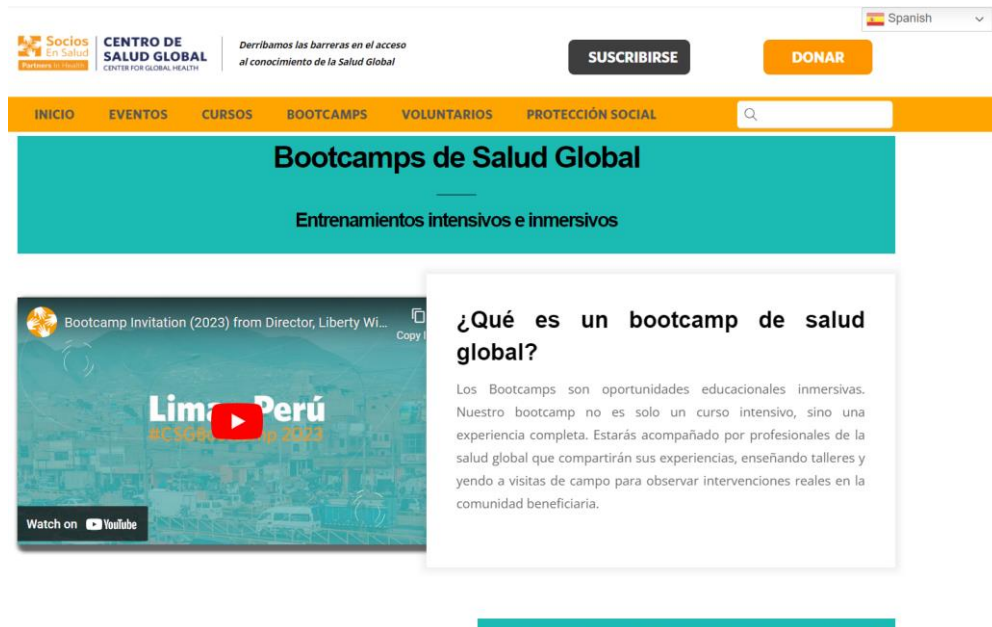 Spanish
Socios
En Salud
Partners In Health
CENTRO DE
SALUD GLOBAL
CENTER FOR GLOBAL HEALTH
Derribamos las barreras en el acceso
al conocimiento de la Salud Global
SUSCRIBIRSE
DONAR
INICIO EVENTOS CURSOS BOOTCAMPS VOLUNTARIOS PROTECCIÓN SOCIAL
Bootcamps de Salud Global
Entrenamientos intensivos e inmersivos
Bootcamp Invitation (2023) from Director, Liberty Wi...
Copy l
Lima, Perú
#CSGBootcamp 2023
Watch on YouTube
¿Qué es un bootcamp de salud
global?
Los Bootcamps son oportunidades educacionales inmersivas.
Nuestro bootcamp no es solo un curso intensivo, sino una
experiencia completa. Estarás acompañado por profesionales de la
salud global que compartirán sus experiencias, enseñando talleres y
yendo a visitas de campo para observar intervenciones reales en la
comunidad beneficiaria.